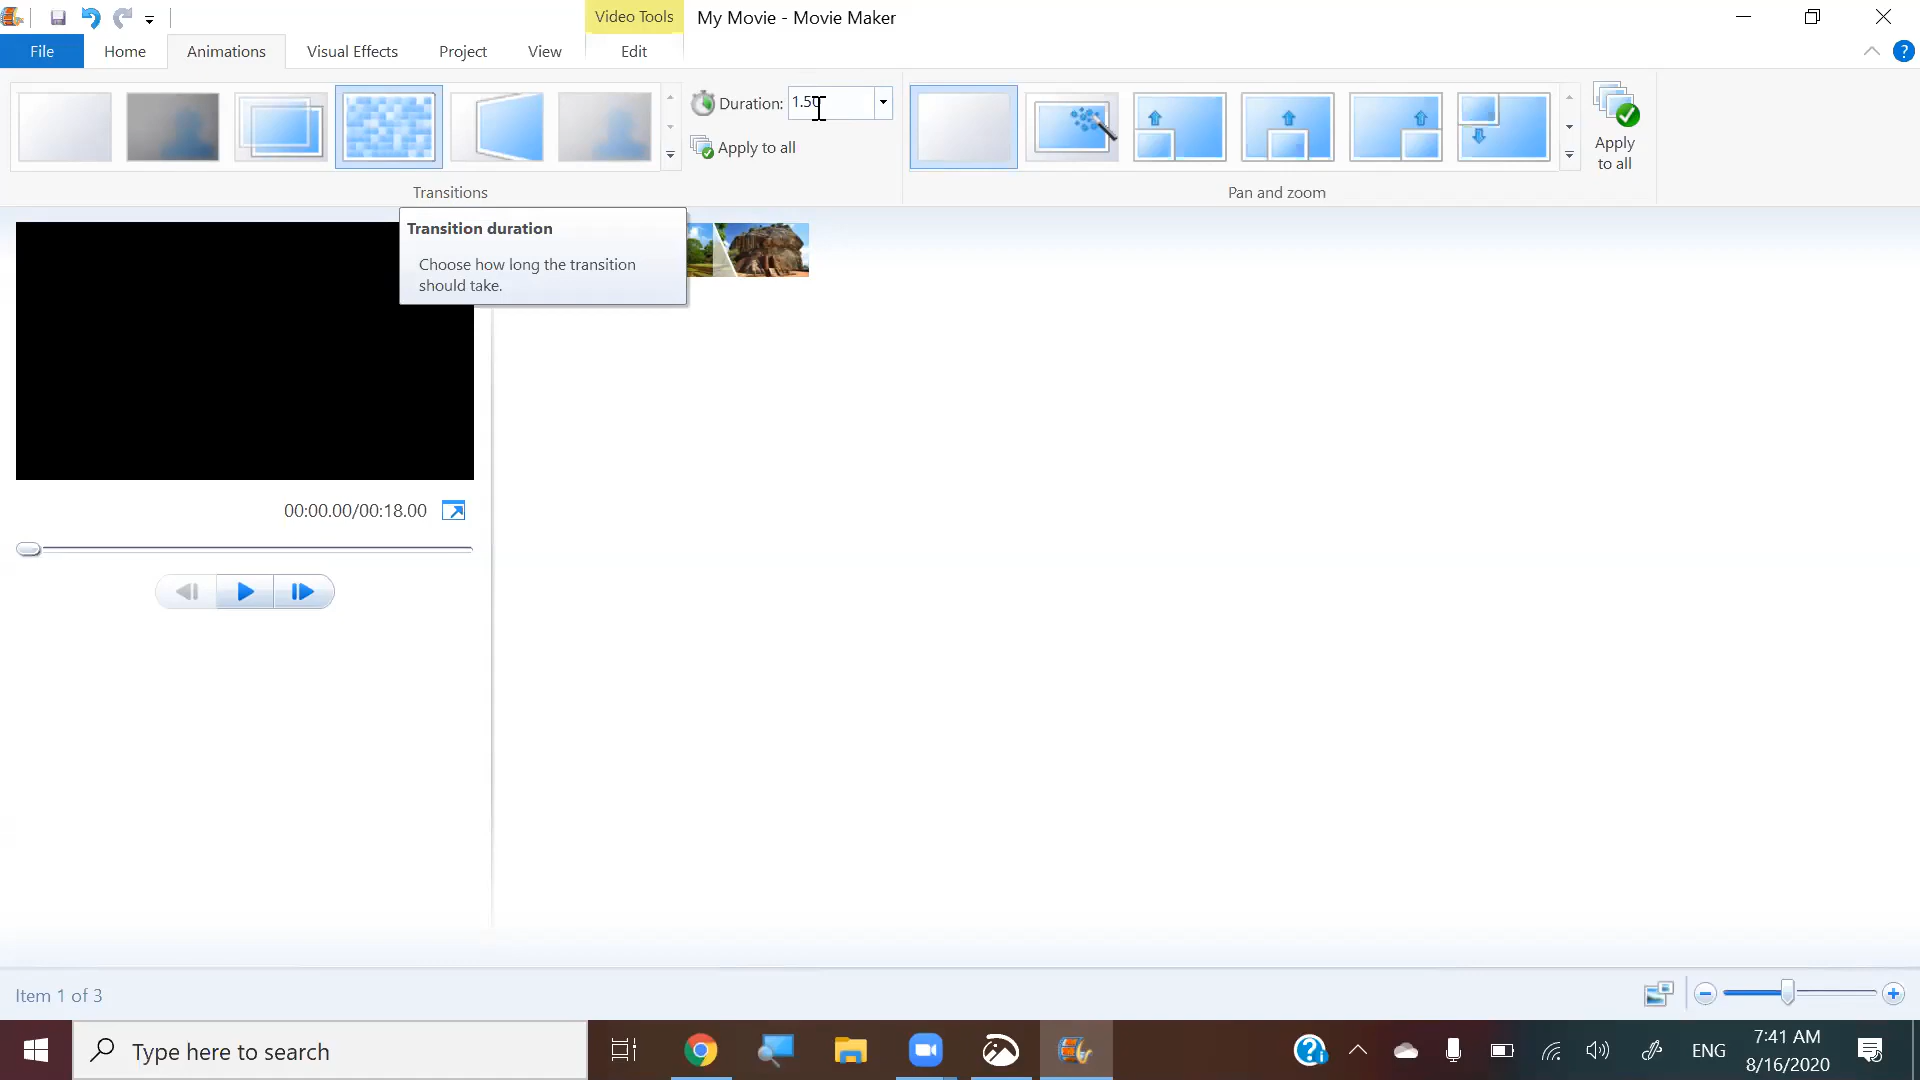 Video Tools
My Movie - Movie Maker
File
Home
Animations
Visual Effects
Project
View
Edit
Duration:
1.50
Apply to all
Apply
to all
Transitions
Pan and zoom
Transition duration
Choose how long the transition
should take.
00:00.00/00:18.00
Item 1 of 3
Type here to search
ENG
7:41 AM
8/16/2020